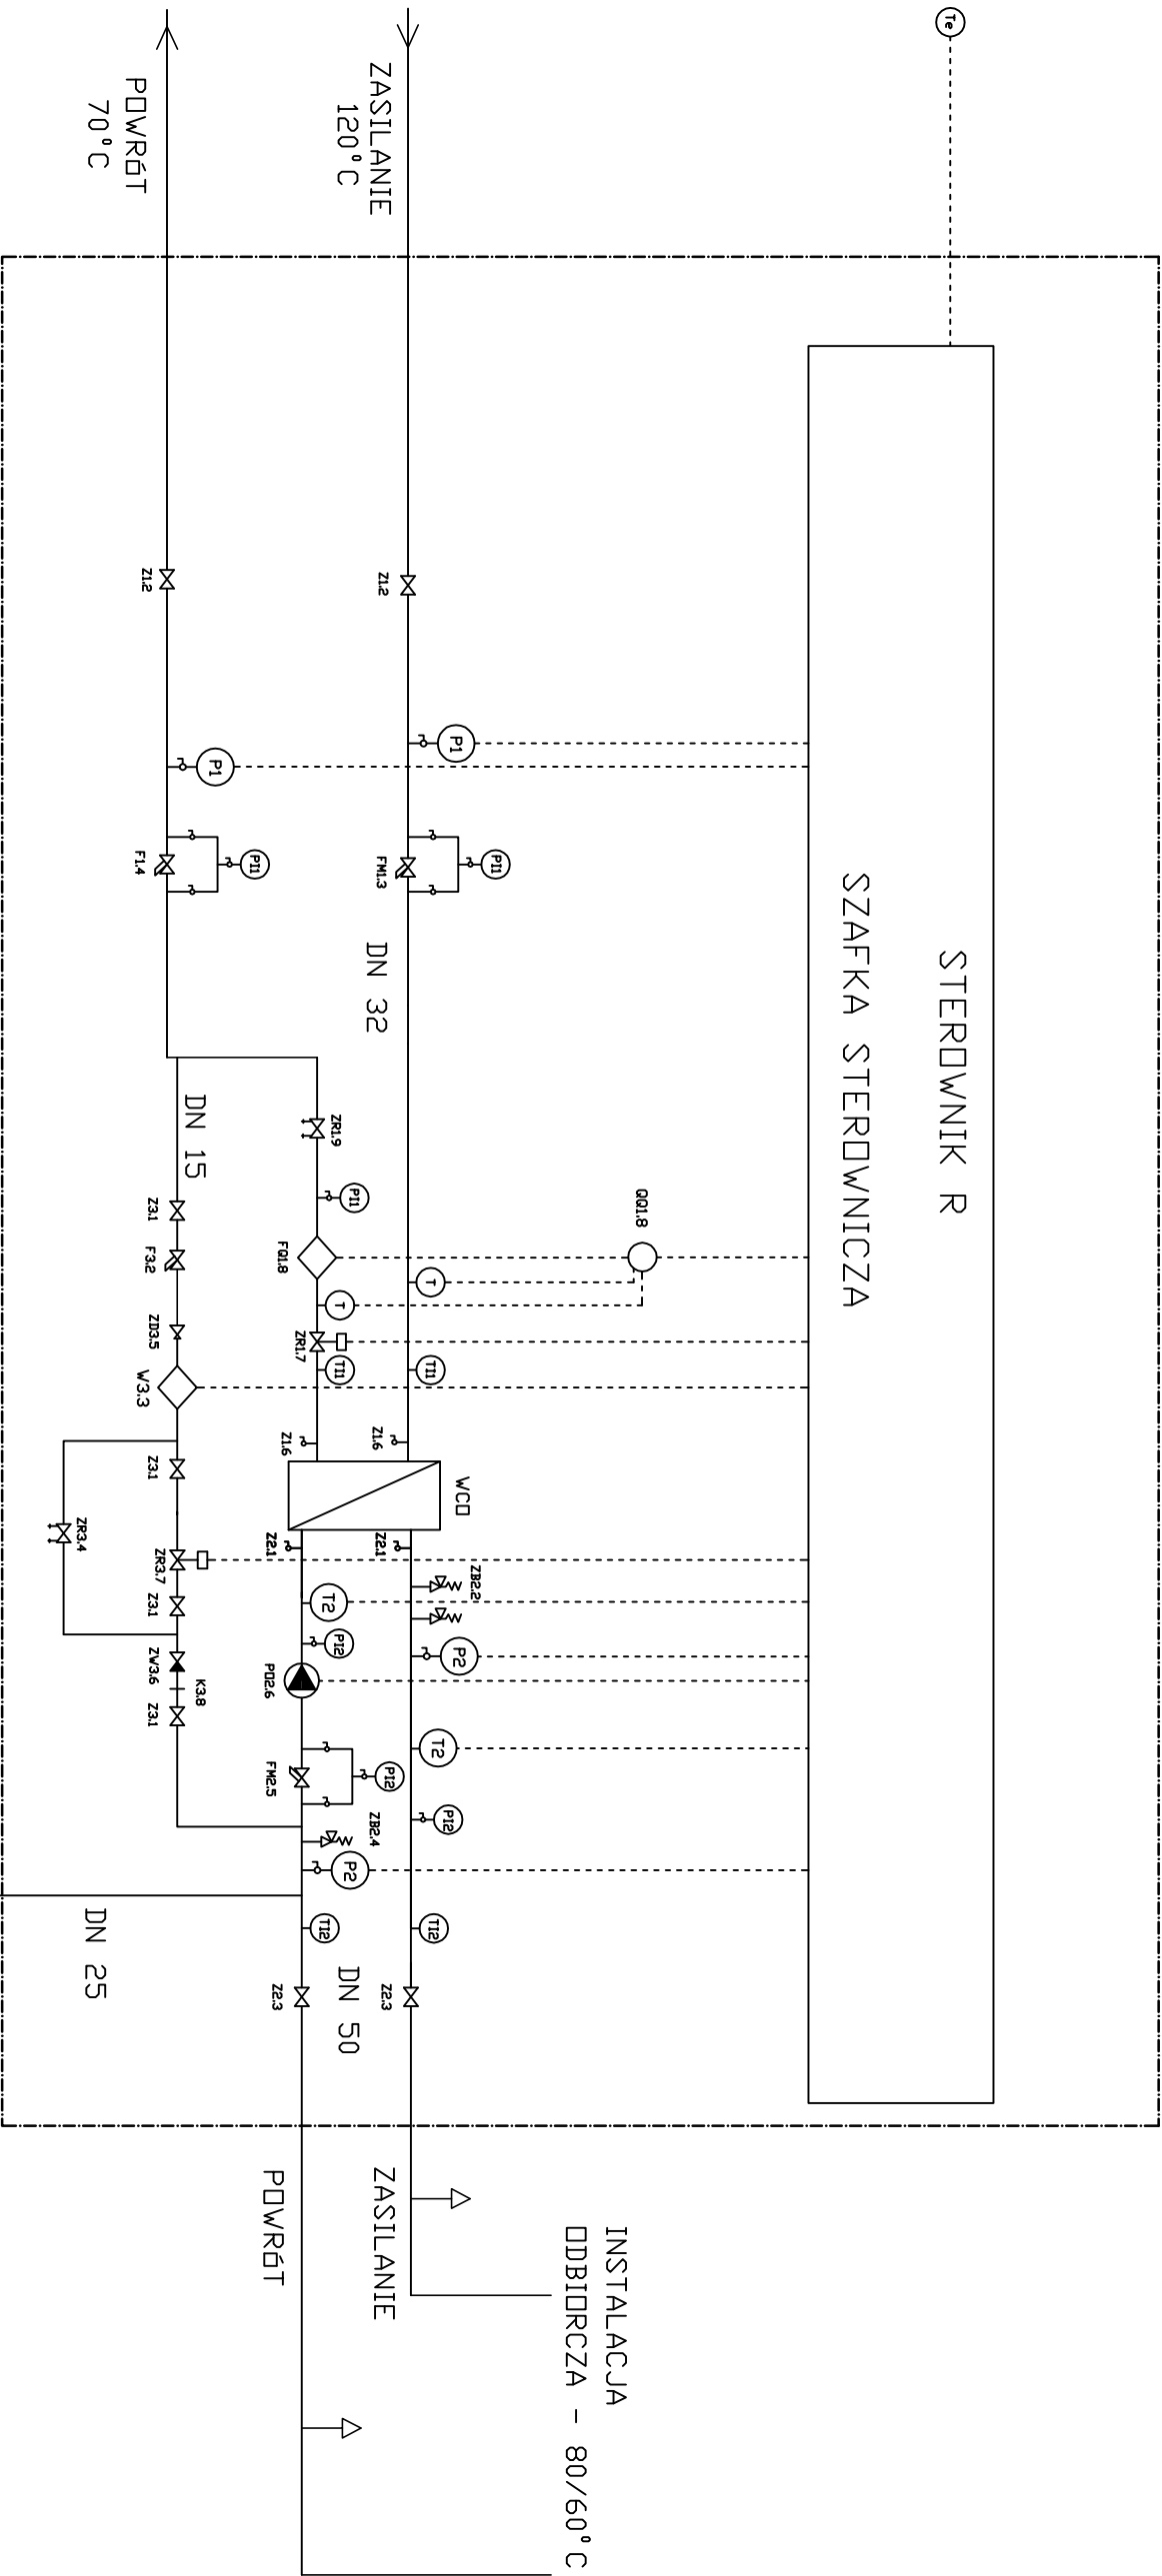 Te
STEROWNIK R
SZAFKA STEROWNICZA
QQ1.8
INSTALACJA
ODBIORCZA - 80/60°C
ZASILANIE
120°C
Z1.2
P1
PI1
FM1.3
DN 32
T
TI1
Z1.6
WCO
Z2.1
ZB2.2
P2
T2
PI2
TI2
Z2.3
ZASILANIE
ZR1.9
PI1
FQ1.8
T
ZR1.7
TI1
Z1.6
Z2.1
T2
PI2
PO2.6
PI2
FM2.5
ZB2.4
P2
TI2
DN 50
Z2.3
POWRóT
POWRóT
70°C
Z1.2
P1
PI1
F1.4
DN 15
Z3.1
F3.2
ZD3.5
W3.3
Z3.1
ZR3.7
Z3.1
ZW3.6
K3.8
Z3.1
ZR3.4
DN 25